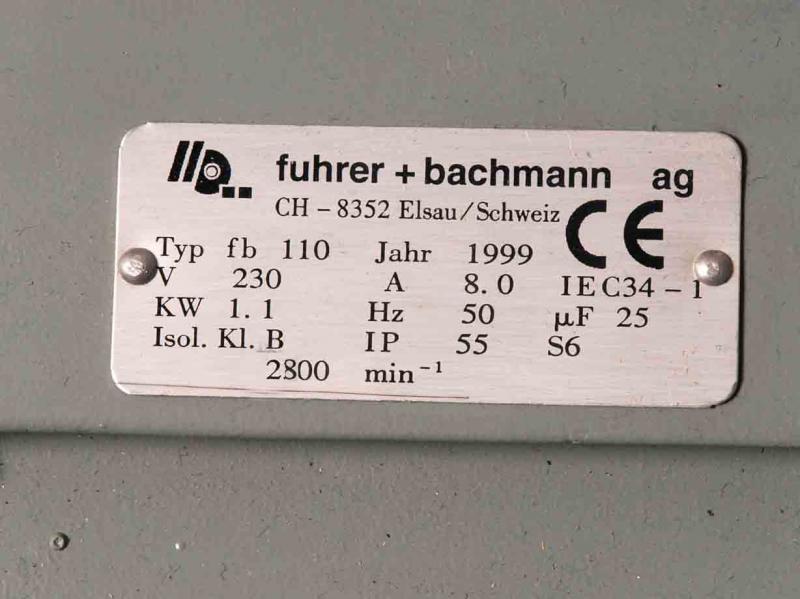 fuhrer + bachmann ag
CH – 8352 Elsau/Schweiz CE
Typ fb 110 Jahr 1999
V 230 A 8.0 IEC34 – 1
KW 1.1 Hz 50 µF 25
Isol. Kl. B IP 55 S6
2800 min⁻¹